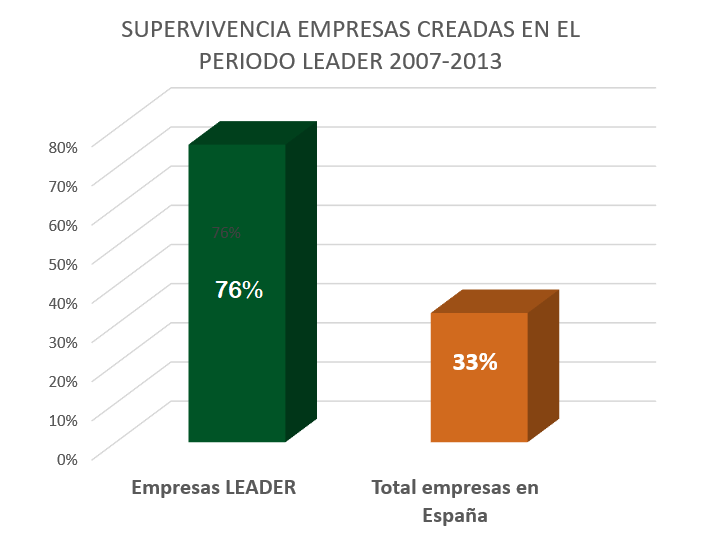 SUPERVIVENCIA EMPRESAS CREADAS EN EL
PERIODO LEADER 2007-2013
80%
70%
60%
50%
40%
30%
20%
10%
0%
76%
76%
33%
Empresas LEADER
Total empresas en
España